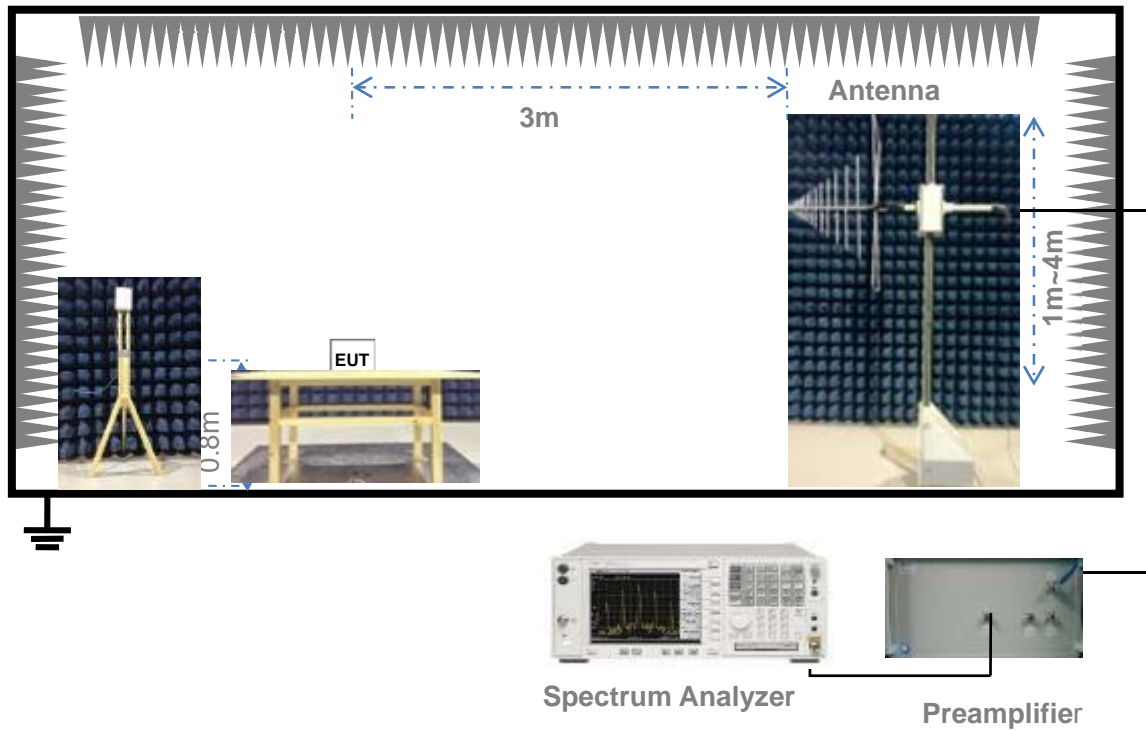 Antenna
3m
1m~4m
EUT
0.8m
Spectrum Analyzer
Preamplifier